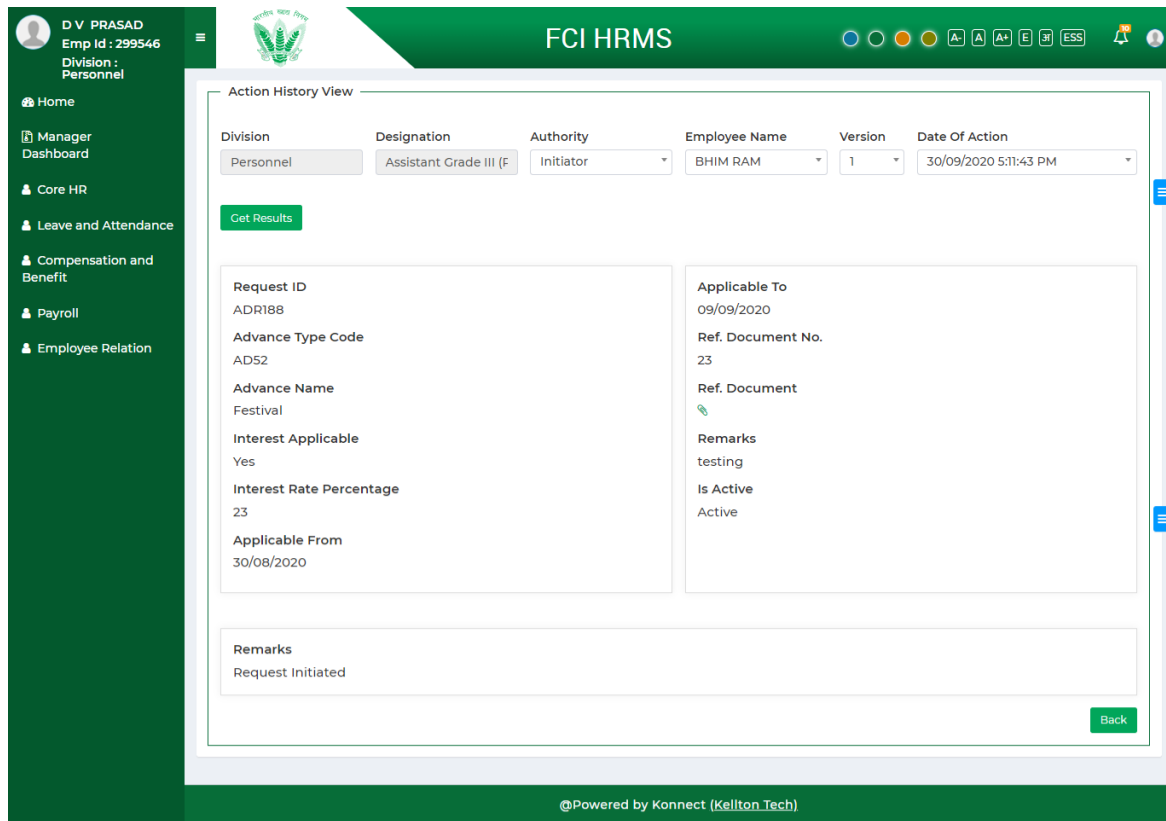 D V PRASAD
Emp Id : 299546
Division :
Personnel
Home
Manager
Dashboard
Core HR
Leave and Attendance
Compensation and
Benefit
Payroll
Employee Relation
FCI HRMS
A- A A+ E अ ESS
10
Action History View
Division Designation Authority Employee Name Version Date Of Action
Personnel Assistant Grade III (F Initiator BHIM RAM 1 30/09/2020 5:11:43 PM
Get Results
Request ID
ADR188
Advance Type Code
AD52
Advance Name
Festival
Interest Applicable
Yes
Interest Rate Percentage
23
Applicable From
30/08/2020
Applicable To
09/09/2020
Ref. Document No.
23
Ref. Document
Remarks
testing
Is Active
Active
Remarks
Request Initiated
Back
@Powered by Konnect (Kellton Tech)